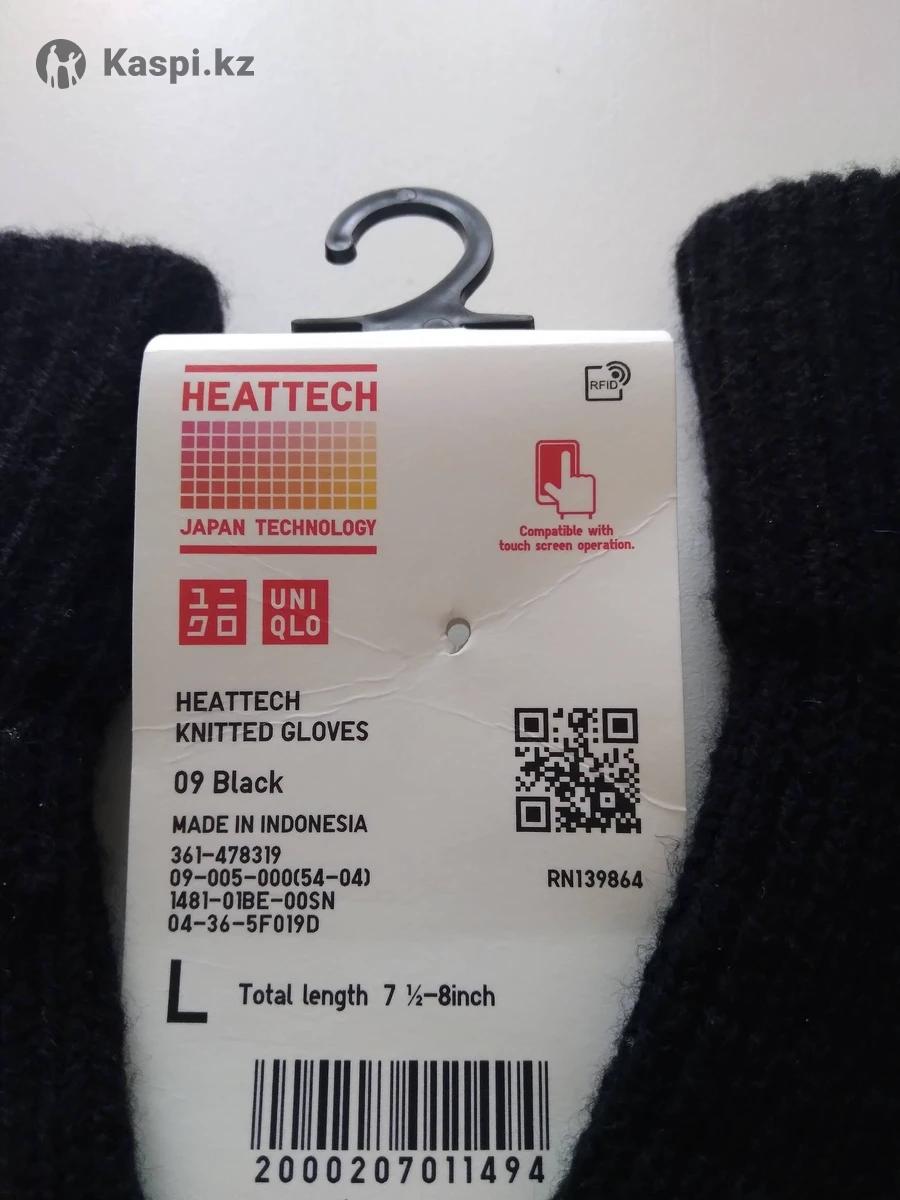 Kaspi.kz
HEATTECH
JAPAN TECHNOLOGY
RFID
Compatible with
touch screen operation.
ユニ
クロ
UNI
QLO
HEATTECH
KNITTED GLOVES
09 Black
MADE IN INDONESIA
361-478319
09-005-000(54-04)
1481-01BE-00SN
04-36-5F019D
RN139864
L Total length 7 ½-8inch
2000207011494